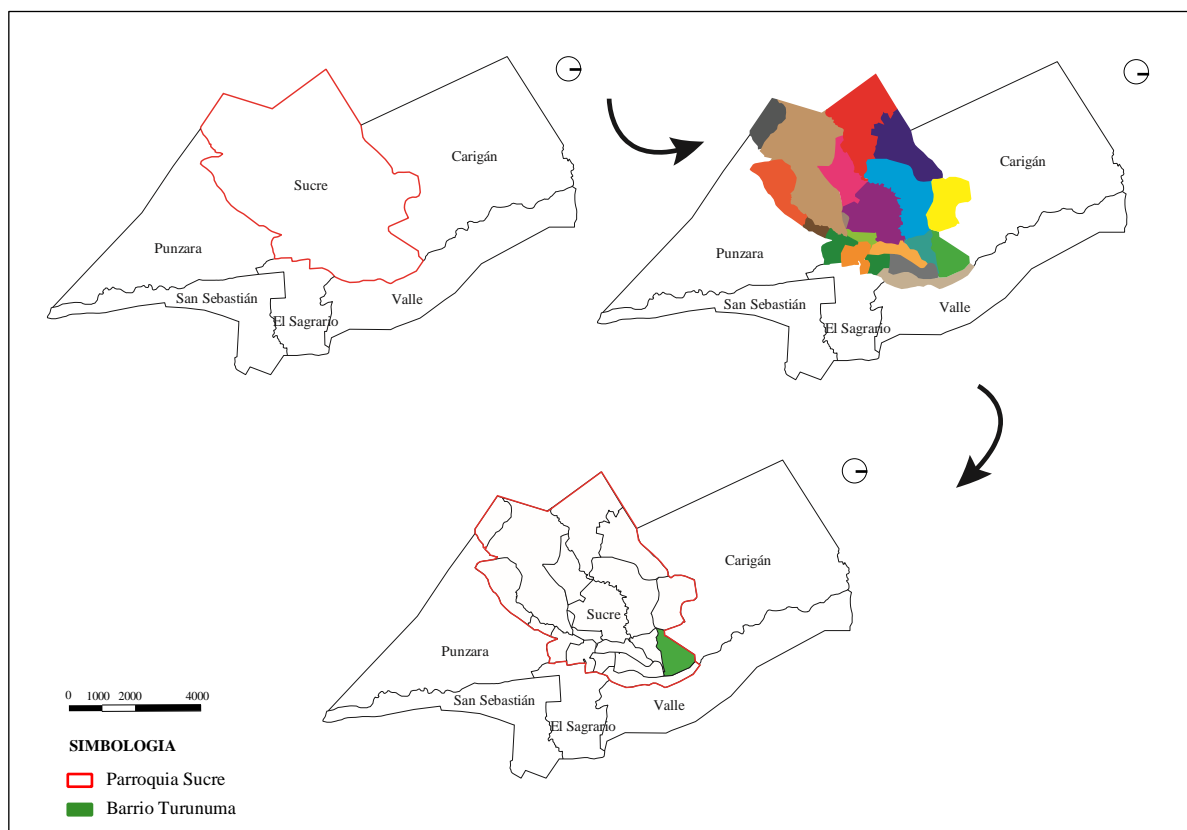 Carigán
Sucre
Punzara
San Sebastián
Valle
El Sagrario
Carigán
Punzara
San Sebastián
Valle
El Sagrario
Carigán
Sucre
Punzara
San Sebastián
Valle
El Sagrario
0 1000 2000 4000
SIMBOLOGIA
Parroquia Sucre
Barrio Turunuma